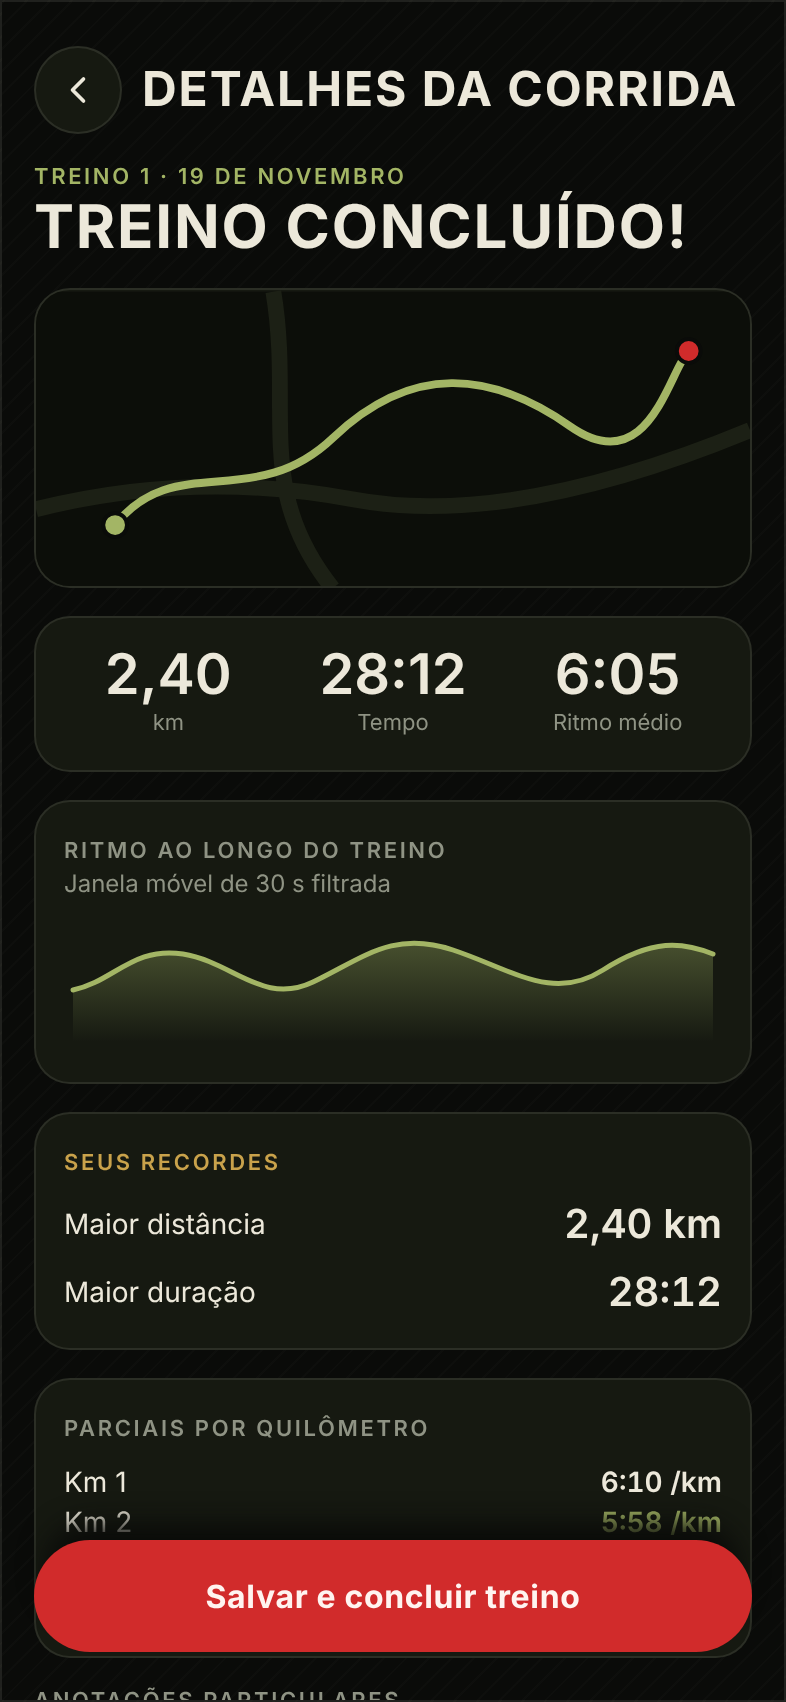 DETALHES DA CORRIDA
TREINO 1 · 19 DE NOVEMBRO
TREINO CONCLUÍDO!
2,40 28:12 6:05
km Tempo Ritmo médio
RITMO AO LONGO DO TREINO
Janela móvel de 30 s filtrada
SEUS RECORDES
Maior distância 2,40 km
Maior duração 28:12
PARCIAIS POR QUILÔMETRO
Km 1 6:10 /km
Km 2 5:58 /km
Salvar e concluir treino
ANOTAÇÕES PARTICULARES